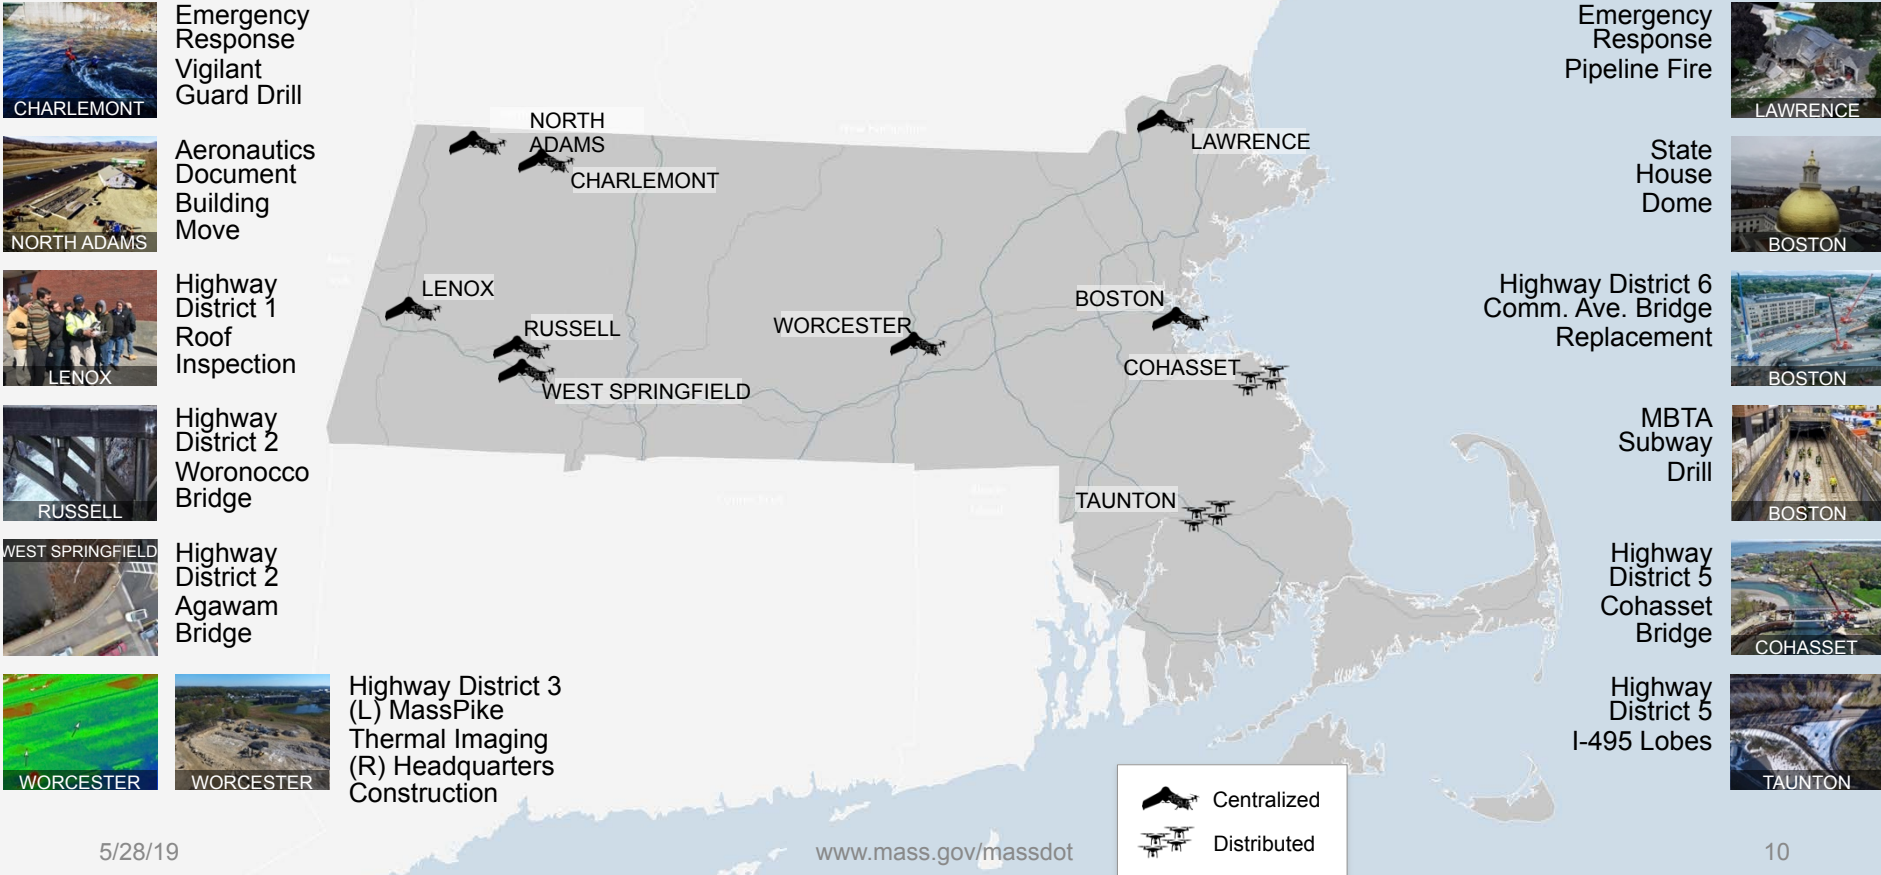 Emergency
Response
Vigilant
Guard Drill
CHARLEMONT
Aeronautics
Document
Building
Move
NORTH ADAMS
Highway
District 1
Roof
Inspection
LENOX
Highway
District 2
Woronocco
Bridge
RUSSELL
WEST SPRINGFIELD
Highway
District 2
Agawam
Bridge
WORCESTER
WORCESTER
Highway District 3
(L) MassPike
Thermal Imaging
(R) Headquarters
Construction
NORTH
ADAMS
CHARLEMONT
LAWRENCE
LENOX
RUSSELL
WEST SPRINGFIELD
WORCESTER
BOSTON
COHASSET
TAUNTON
Emergency
Response
Pipeline Fire
LAWRENCE
State
House
Dome
BOSTON
Highway District 6
Comm. Ave. Bridge
Replacement
BOSTON
MBTA
Subway
Drill
BOSTON
Highway
District 5
Cohasset
Bridge
COHASSET
Highway
District 5
I-495 Lobes
TAUNTON
Centralized
Distributed
5/28/19
www.mass.gov/massdot
10